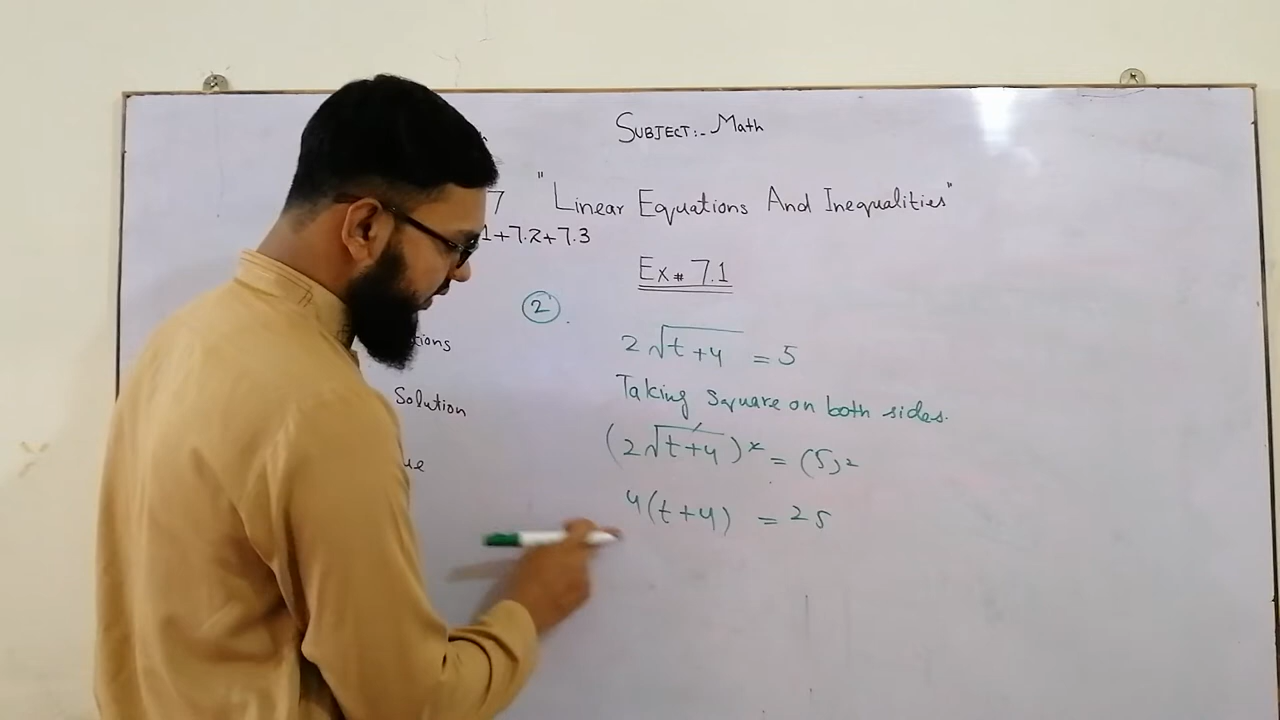 SUBJECT:- Math
7 "Linear Equations And Inequalities"
1+7.2+7.3
Ex # 7.1
2
2√t+4 = 5
Solution
Taking square on both sides.
(2√t+4)² = (5)²
4(t+4) = 25